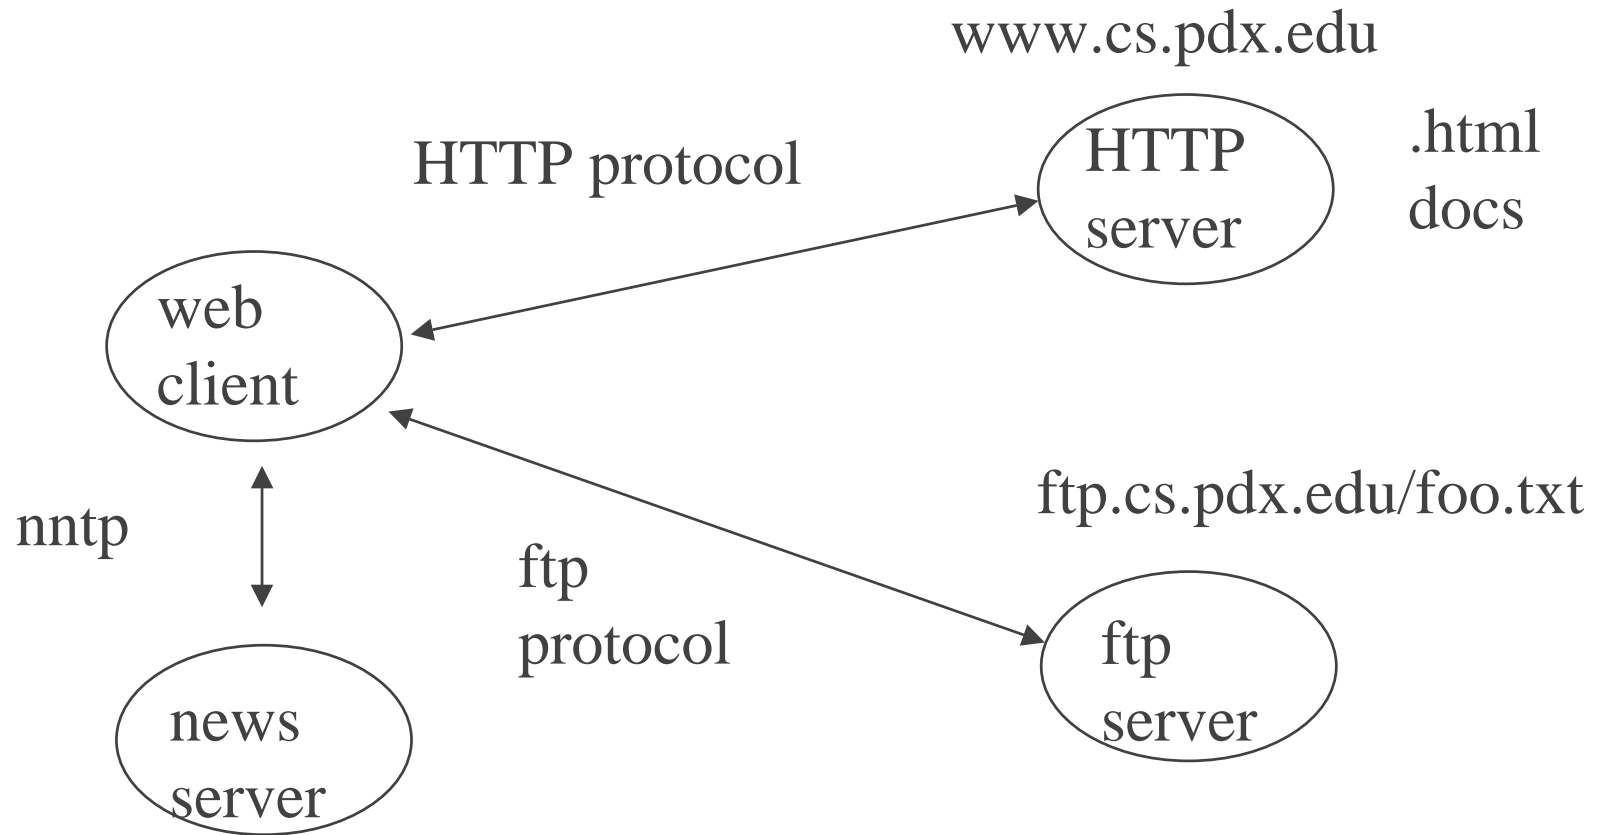 www.cs.pdx.edu
HTTP protocol
HTTP
server
.html
docs
web
client
nntp
ftp
protocol
ftp.cs.pdx.edu/foo.txt
ftp
server
news
server